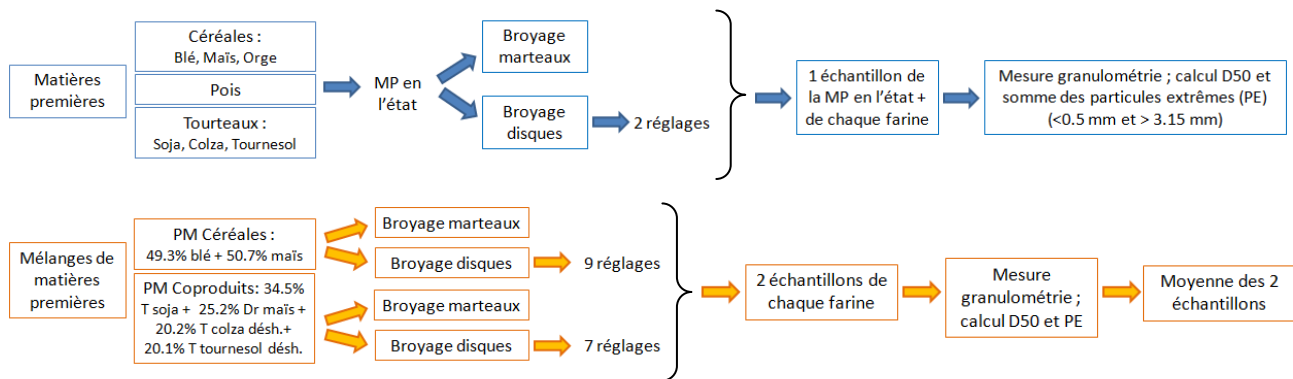 Matières
premières
Céréales :
Blé, Maïs, Orge
Pois
Tourteaux :
Soja, Colza, Tournesol
MP en
l'état
Broyage
marteaux
Broyage
disques
2 réglages
1 échantillon de
la MP en l'état +
de chaque farine
Mesure granulométrie ; calcul D50 et
somme des particules extrêmes (PE)
(<0.5 mm et > 3.15 mm)
Mélanges de
matières
premières
PM Céréales :
49.3% blé + 50.7% maïs
PM Coproduits: 34.5%
T soja + 25.2% Dr maïs +
20.2% T colza désh.+
20.1% T tournesol désh.
Broyage marteaux
Broyage disques
9 réglages
Broyage marteaux
Broyage disques
7 réglages
2 échantillons de
chaque farine
Mesure
granulométrie ;
calcul D50 et PE
Moyenne des 2
échantillons